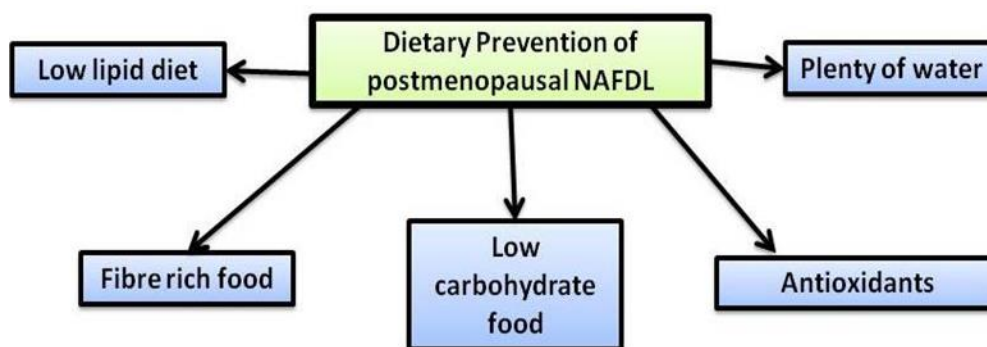 Dietary Prevention of
postmenopausal NAFDL
Low lipid diet
Plenty of water
Fibre rich food
Low
carbohydrate
food
Antioxidants